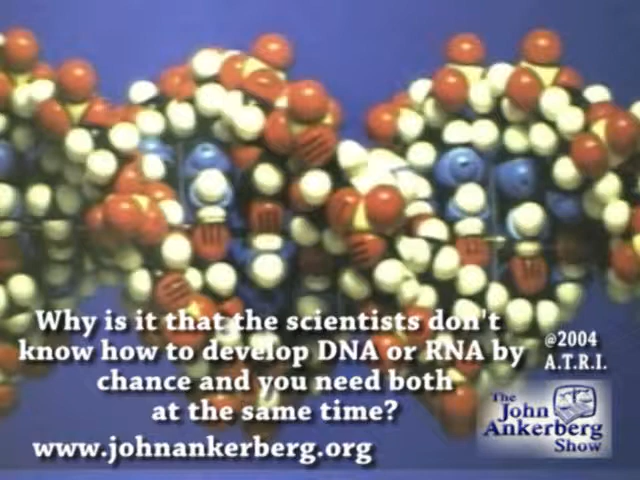 Why is it that the scientists don't
know how to develop DNA or RNA by
chance and you need both
at the same time?
www.johnankerberg.org
@2004
A.T.R.I.
The
John
Ankerberg
Show